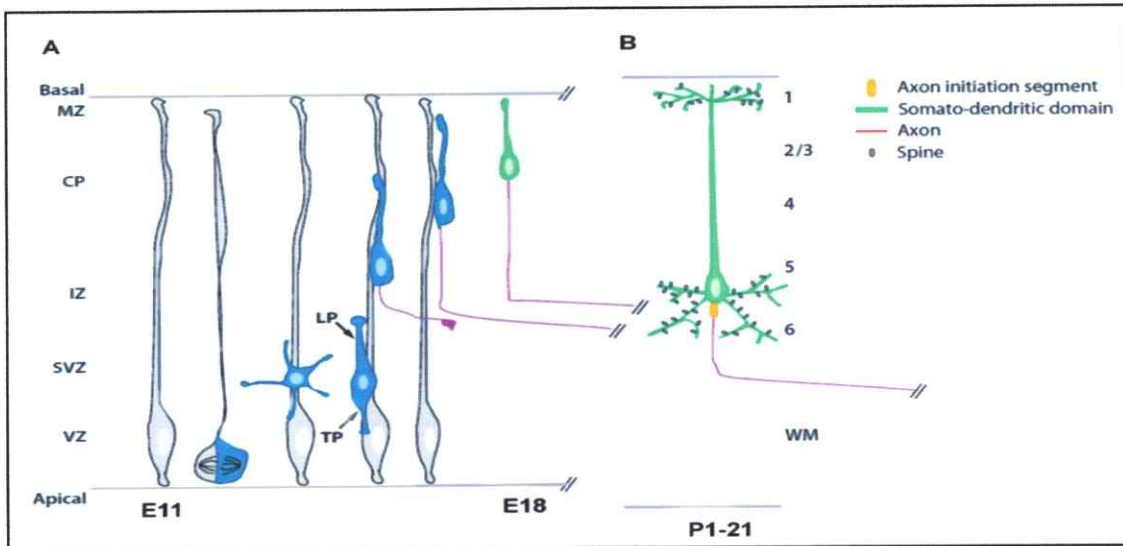 A
B
Basal
MZ
CP
IZ
LP
SVZ
TP
VZ
Apical
E11
E18
1
2/3
4
5
6
WM
P1-21
Axon initiation segment
Somato-dendritic domain
Axon
Spine